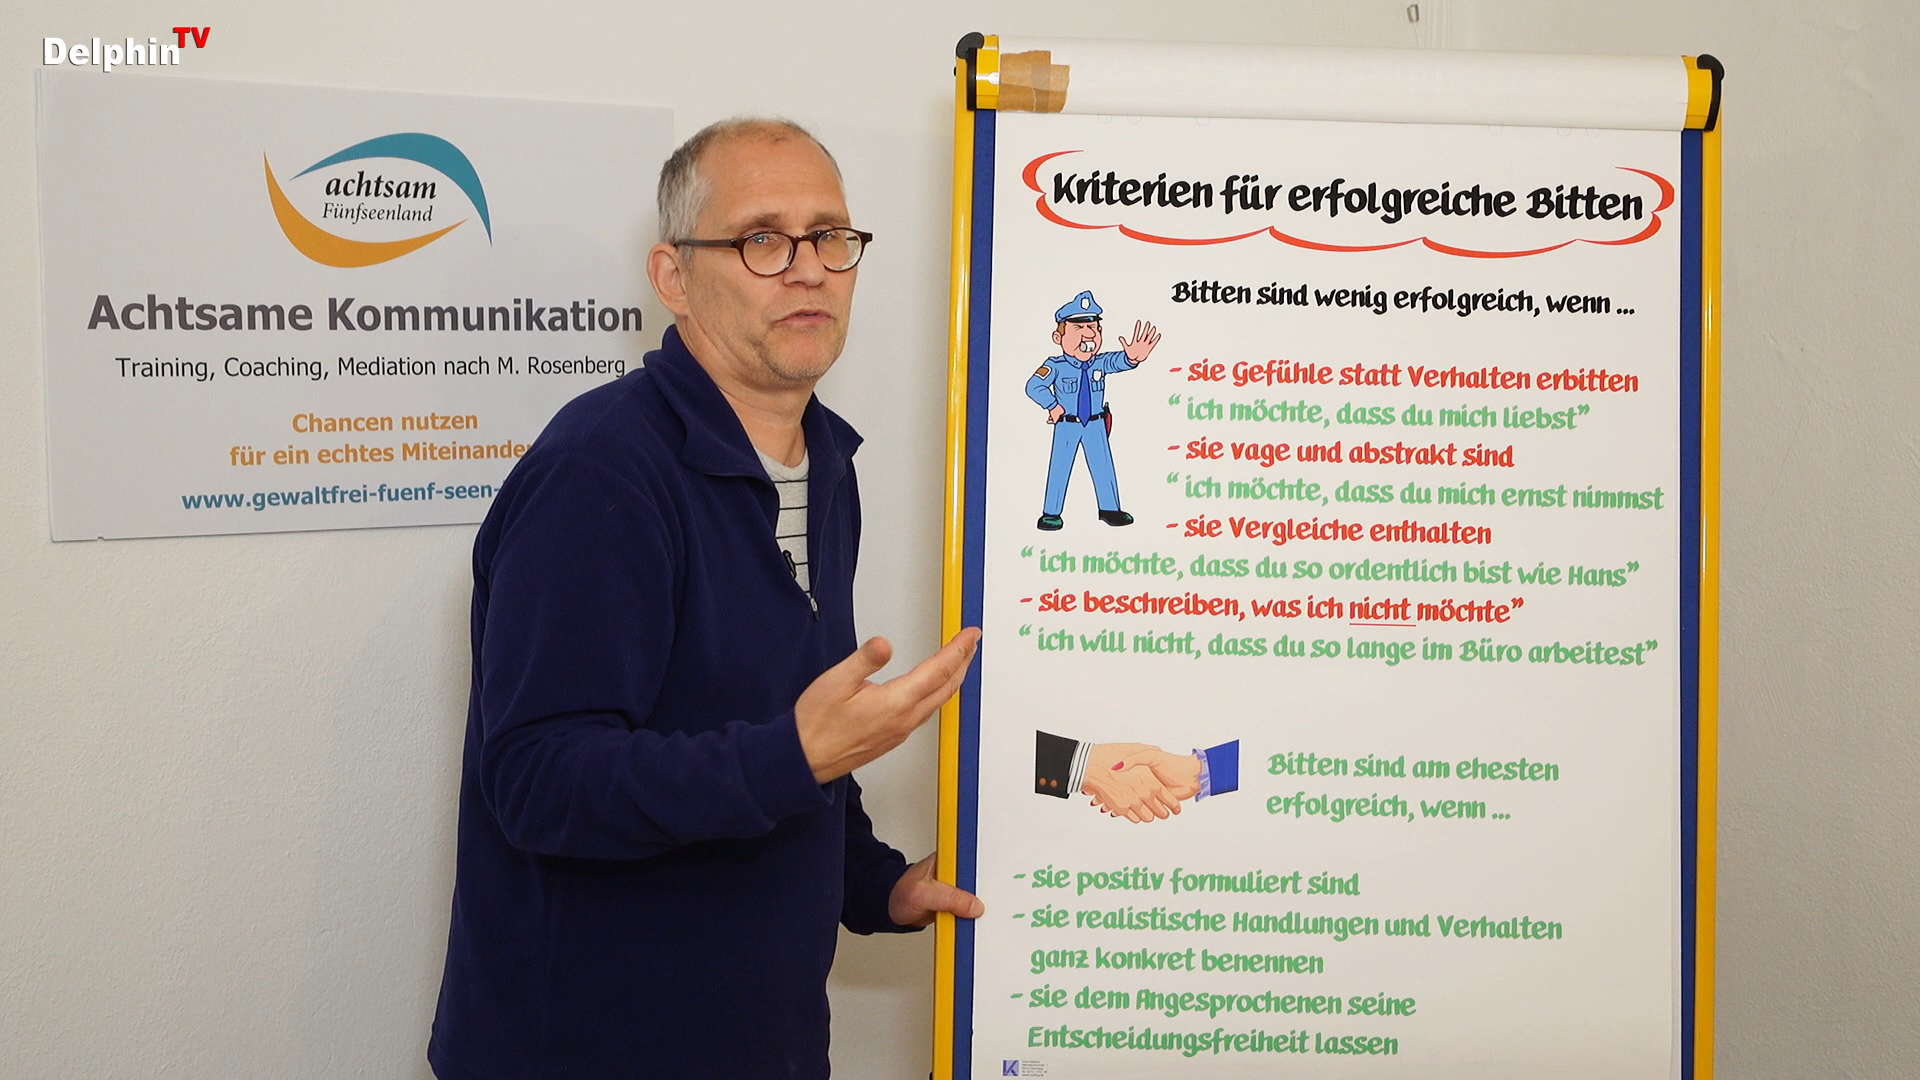 Delphin TV
achtsam
Fünfseenland
Achtsame Kommunikation
Training, Coaching, Mediation nach M. Rosenberg
Chancen nutzen
für ein echtes Miteinander
www.gewaltfrei-fuenf-seen-
Kriterien für erfolgreiche Bitten
Bitten sind wenig erfolgreich, wenn ...
- sie Gefühle statt Verhalten erbitten
“ich möchte, dass du mich liebst”
- sie vage und abstrakt sind
“ich möchte, dass du mich ernst nimmst
- sie Vergleiche enthalten
“ich möchte, dass du so ordentlich bist wie Hans”
- sie beschreiben, was ich nicht möchte”
“ich will nicht, dass du so lange im Büro arbeitest”
Bitten sind am ehesten
erfolgreich, wenn ...
- sie positiv formuliert sind
- sie realistische Handlungen und Verhalten
ganz konkret benennen
- sie dem Angesprochenen seine
Entscheidungsfreiheit lassen
K